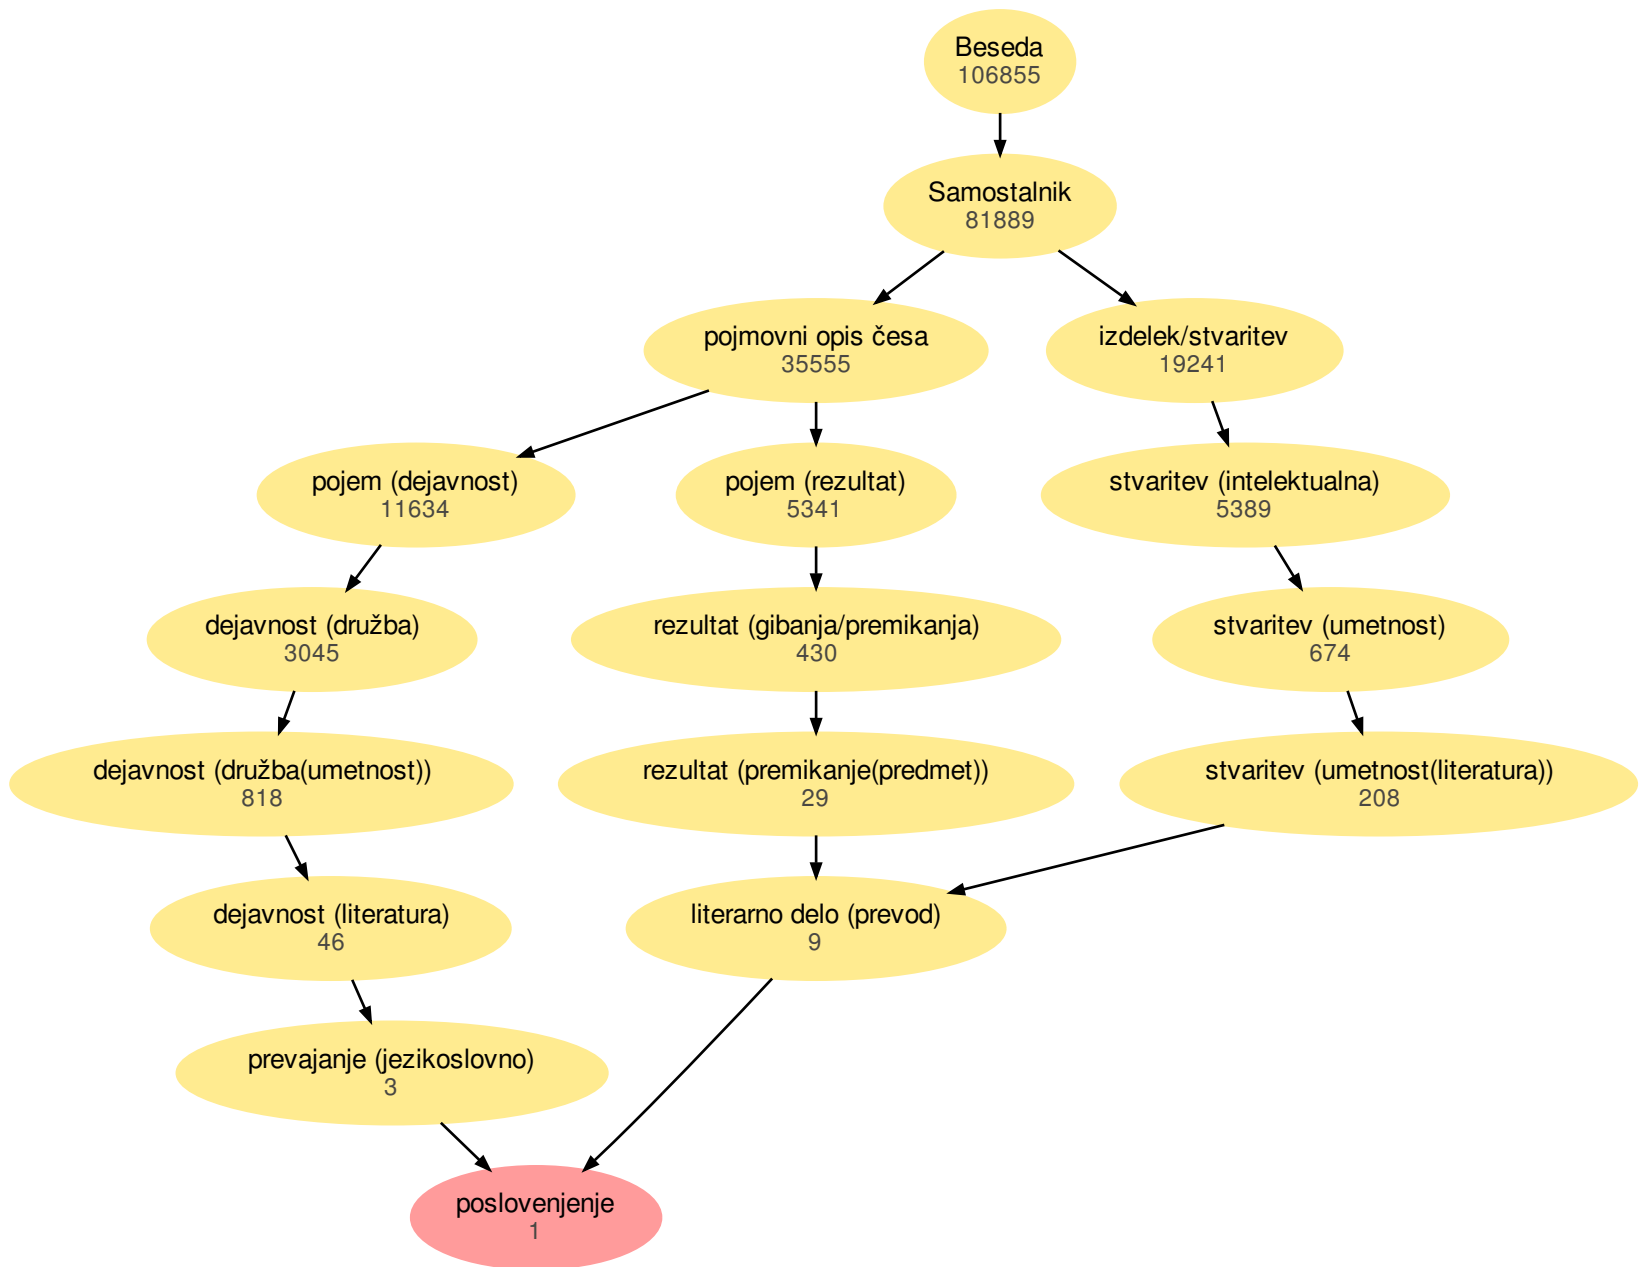 Beseda
106855
Samostalnik
81889
pojmovni opis česa
35555
izdelek/stvaritev
19241
pojem (dejavnost)
11634
pojem (rezultat)
5341
stvaritev (intelektualna)
5389
dejavnost (družba)
3045
rezultat (gibanja/premikanja)
430
stvaritev (umetnost)
674
dejavnost (družba(umetnost))
818
rezultat (premikanje(predmet))
29
stvaritev (umetnost(literatura))
208
dejavnost (literatura)
46
literarno delo (prevod)
9
prevajanje (jezikoslovno)
3
poslovenjenje
1